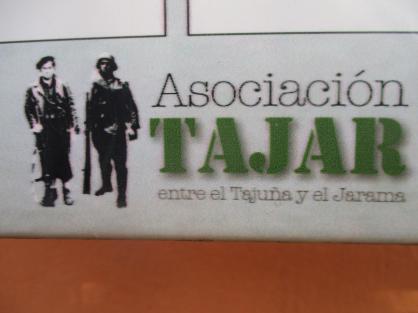 Asociación
TAJAR
entre el Tajuña y el Jarama